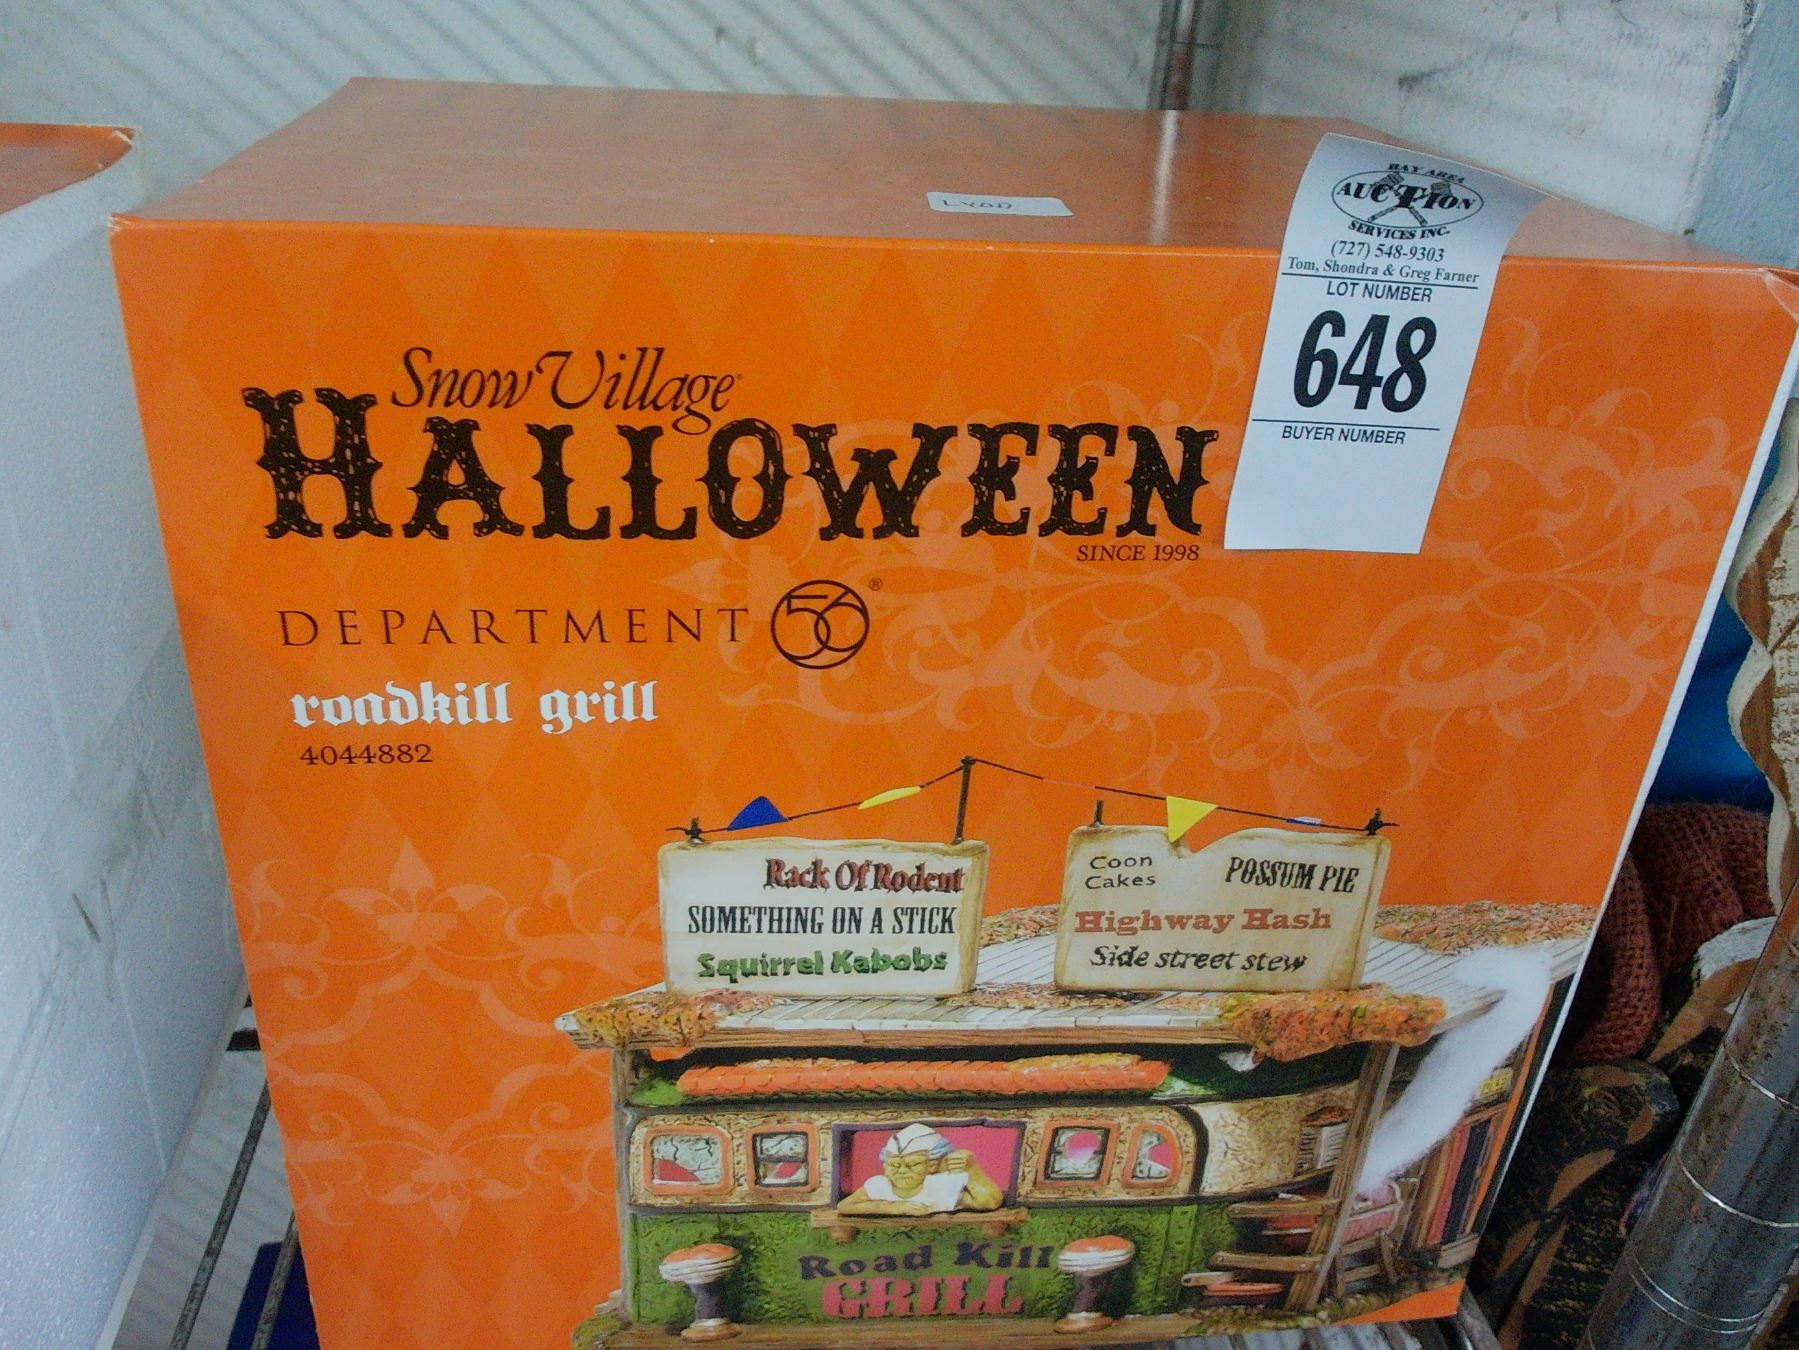 BAY AREA
AUCTION
SERVICES INC.
(727) 548-9303
Tom, Shondra & Greg Farner
LOT NUMBER
648
BUYER NUMBER
Snow Village
HALLOWEEN
SINCE 1998
DEPARTMENT 56®
roadkill grill
4044882
Rack Of Rodent
SOMETHING ON A STICK
Squirrel Kabobs
Coon
Cakes
POSSUM PIE
Highway Hash
Side street stew
Road Kill
GRILL